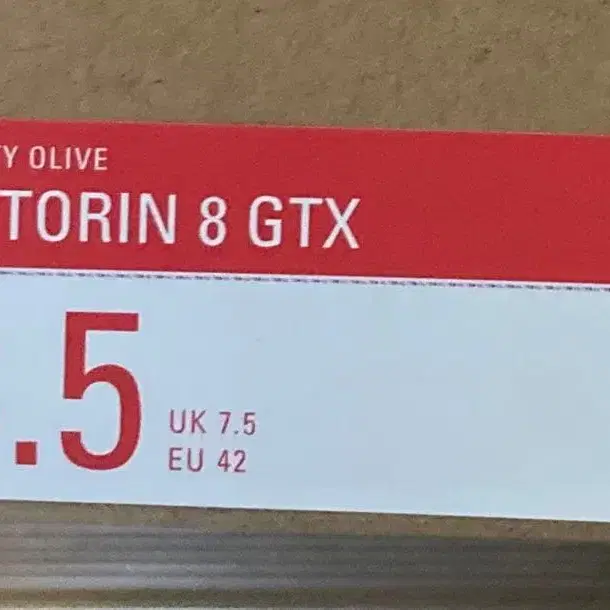 Y OLIVE
TORIN 8 GTX
.5
UK 7.5
EU 42